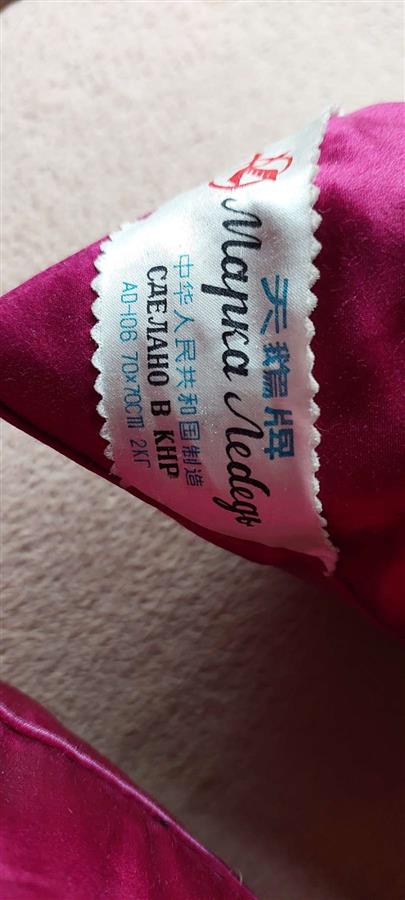 天鹅牌
Марка Лебедь
中华人民共和国制造
СДЕЛАНО В КНР
AD-106 70×70CM 2КГ